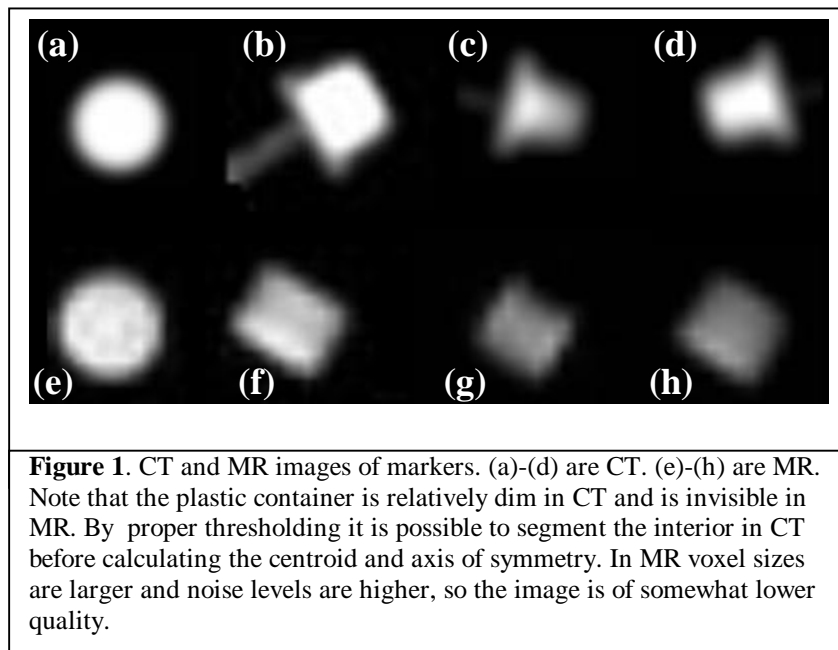 (a) (b) (c) (d)
(e) (f) (g) (h)
Figure 1. CT and MR images of markers. (a)-(d) are CT. (e)-(h) are MR.
Note that the plastic container is relatively dim in CT and is invisible in
MR. By proper thresholding it is possible to segment the interior in CT
before calculating the centroid and axis of symmetry. In MR voxel sizes
are larger and noise levels are higher, so the image is of somewhat lower
quality.